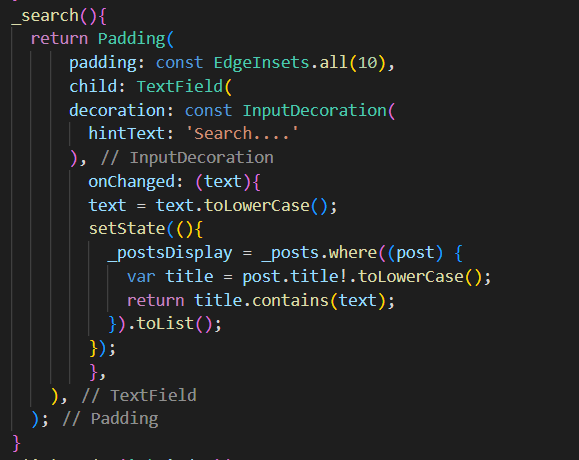 _search(){
return Padding(
padding: const EdgeInsets.all(10),
child: TextField(
decoration: const InputDecoration(
hintText: 'Search....'
), // InputDecoration
onChanged: (text){
text = text.toLowerCase();
setState((){
_postsDisplay = _posts.where((post) {
var title = post.title!.toLowerCase();
return title.contains(text);
}).toList();
});
},
), // TextField
); // Padding
}